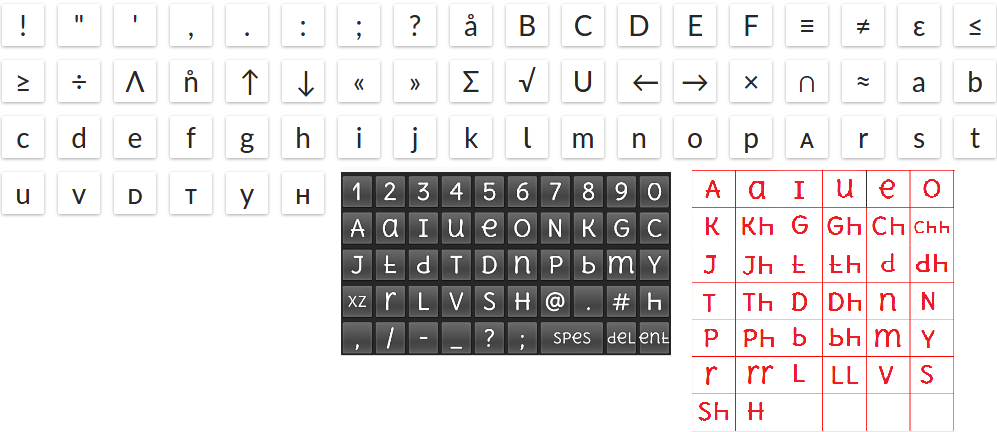 ! " ' , . : ; ? å B C D E F ≡ ≠ ε ≤
≥ ÷ Λ n̊ ↑ ↓ « » Σ √ U ← → × ∩ ≈ a b
c d e f g h i j k l m n o p ᴀ r s t
u v ᴅ ᴛ y ʜ
1 2 3 4 5 6 7 8 9 0
A ɑ I u e O N K G C
J Ł d T D n P b m Y
xz r L V S H @ . # h
, / - _ ? ; SPES deL enŁ
A ɑ I u e O
K Kh G Gh Ch Chh
J Jh Ł Łh d dh
T Th D Dh n N
P Ph b bh m Y
r rr L LL V S
Sh H